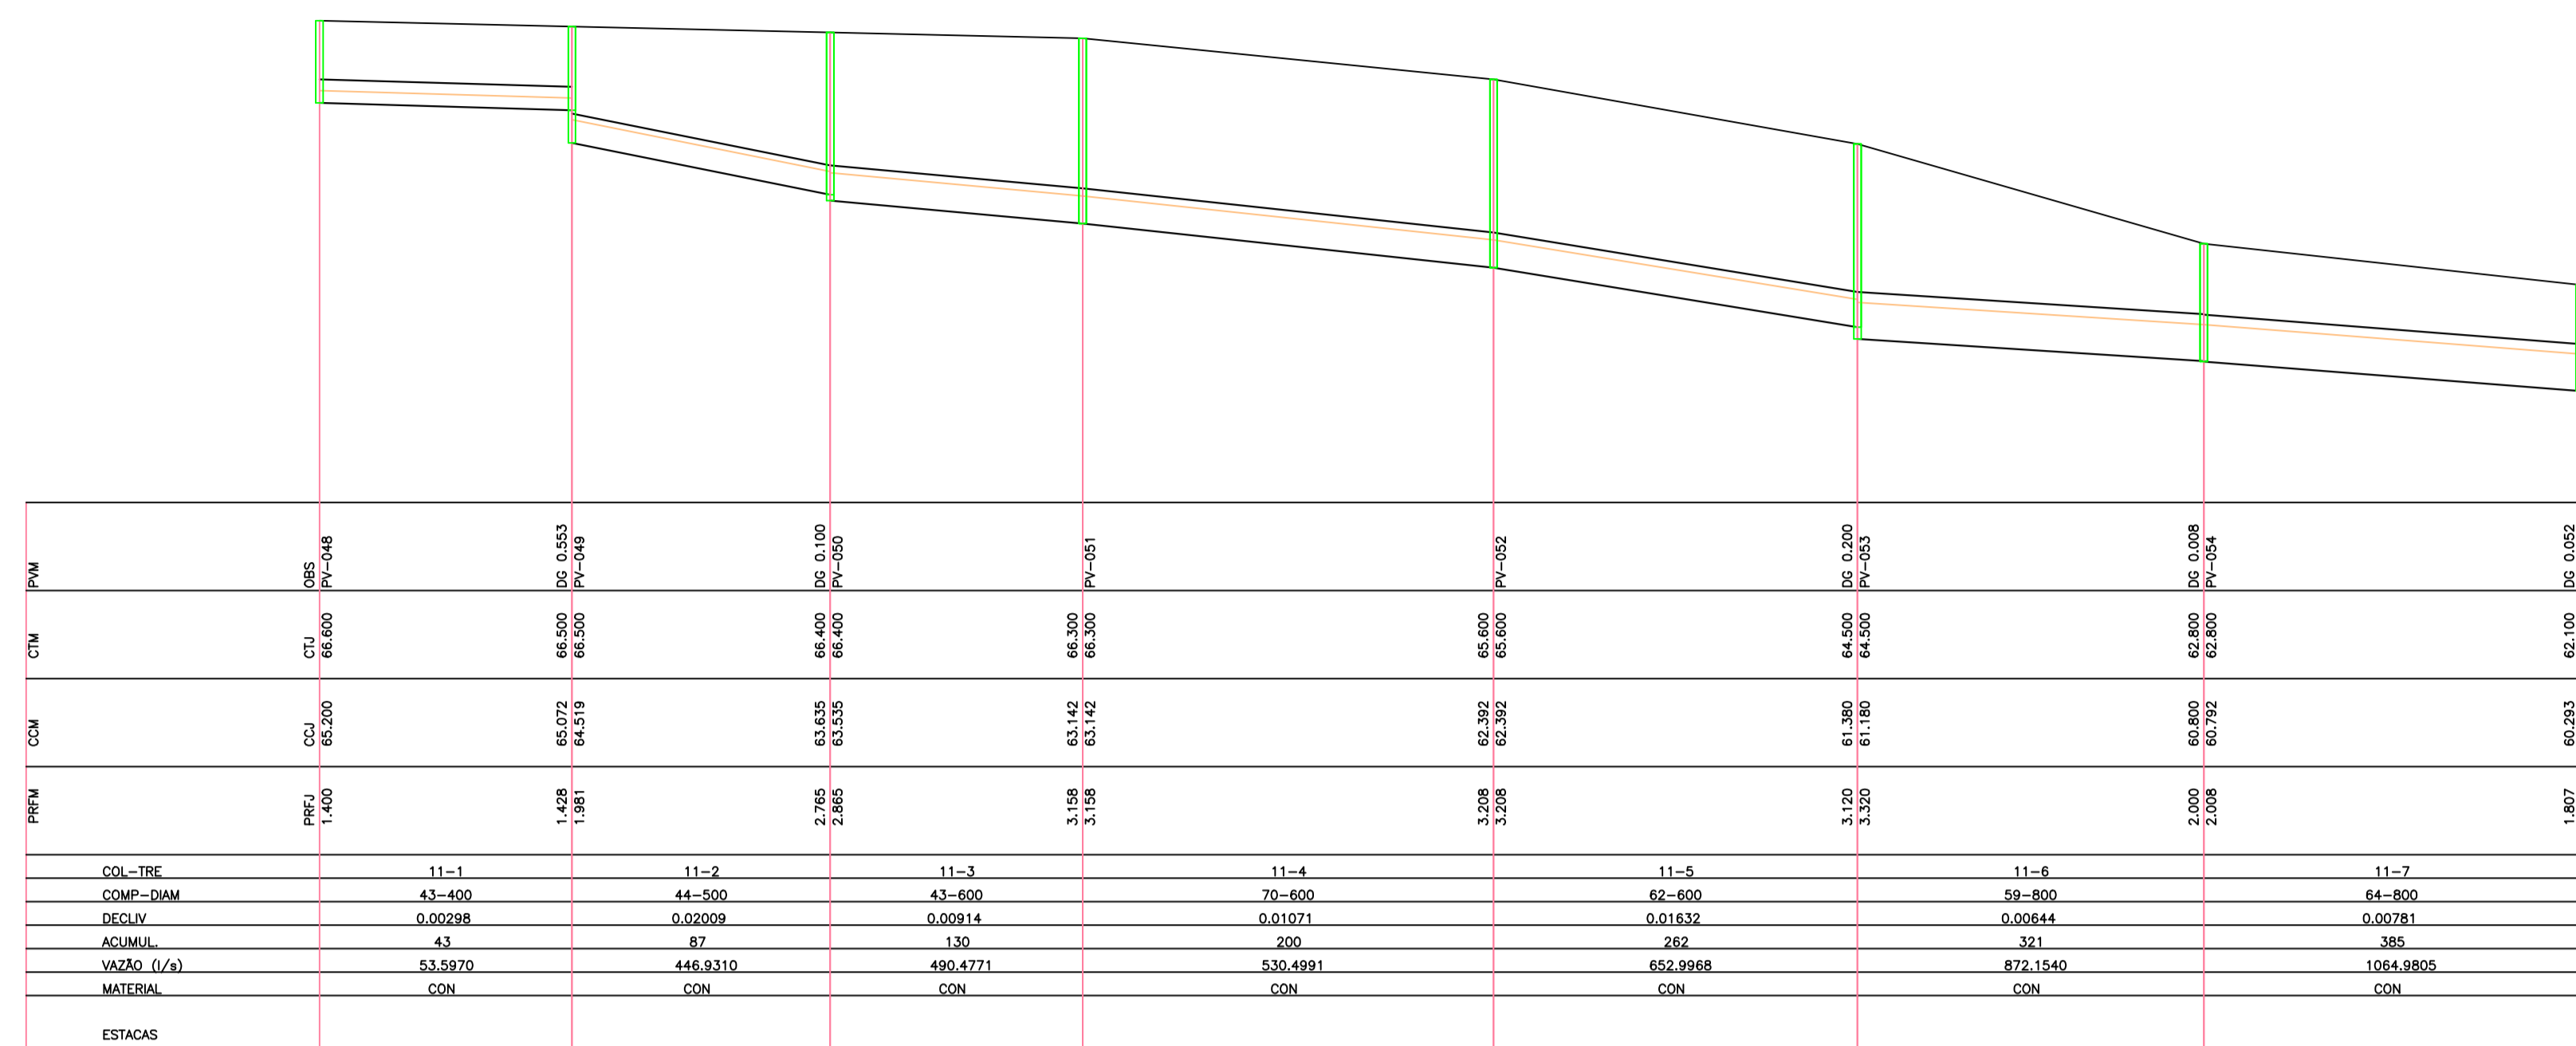 PVM OBS PV-048 DG 0.553 PV-049 DG 0.100 PV-050 PV-051 PV-052 DG 0.200 PV-053 DG 0.008 PV-054 DG 0.052
CTM CTJ 66.600 66.500 66.500 66.400 66.400 66.300 66.300 65.600 65.600 64.500 64.500 62.800 62.800 62.100
CCM CCJ 65.200 65.072 64.519 63.635 63.535 63.142 63.142 62.392 62.392 61.380 61.180 60.800 60.792 60.293
PRFM PRFJ 1.400 1.428 1.981 2.765 2.865 3.158 3.158 3.208 3.208 3.120 3.320 2.000 2.008 1.807
COL-TRE 11-1 11-2 11-3 11-4 11-5 11-6 11-7
COMP-DIAM 43-400 44-500 43-600 70-600 62-600 59-800 64-800
DECLIV 0.00298 0.02009 0.00914 0.01071 0.01632 0.00644 0.00781
ACUMUL. 43 87 130 200 262 321 385
VAZÃO (l/s) 53.5970 446.9310 490.4771 530.4991 652.9968 872.1540 1064.9805
MATERIAL CON CON CON CON CON CON CON
ESTACAS